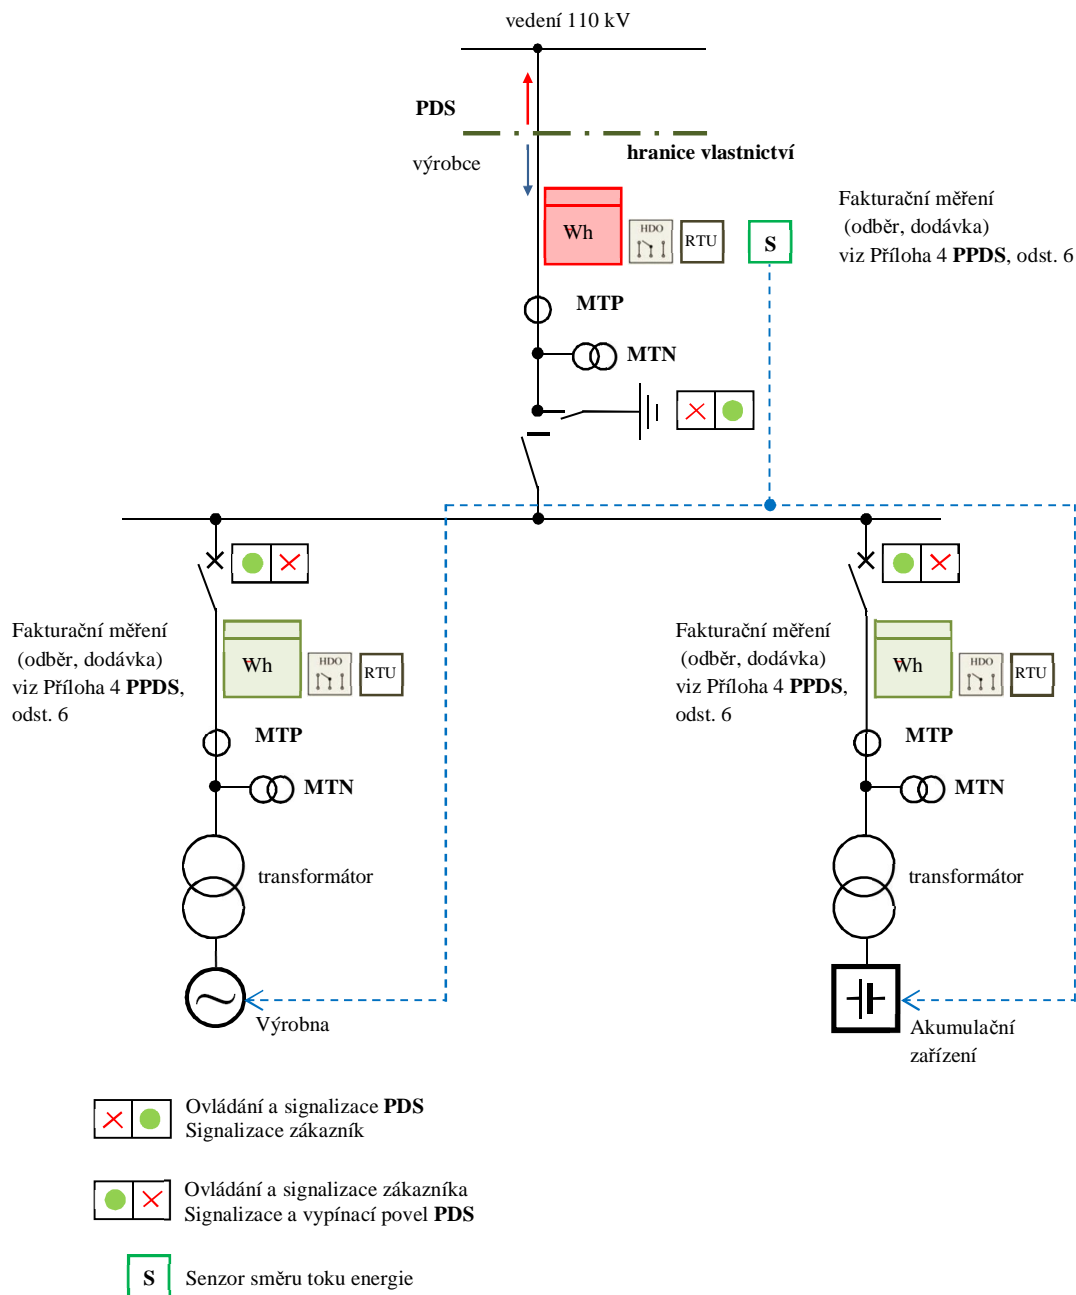 vedení 110 kV
PDS
hranice vlastnictví
výrobce
Fakturační měření
(odběr, dodávka)
viz Příloha 4 PPDS, odst. 6
Wh
HDO
RTU
S
MTP
MTN
Fakturační měření
(odběr, dodávka)
viz Příloha 4 PPDS,
odst. 6
Wh
HDO
RTU
MTP
MTN
transformátor
Výrobna
Fakturační měření
(odběr, dodávka)
viz Příloha 4 PPDS,
odst. 6
Wh
HDO
RTU
MTP
MTN
transformátor
Akumulační
zařízení
Ovládání a signalizace PDS
Signalizace zákazník
Ovládání a signalizace zákazníka
Signalizace a vypínací povel PDS
S
Senzor směru toku energie